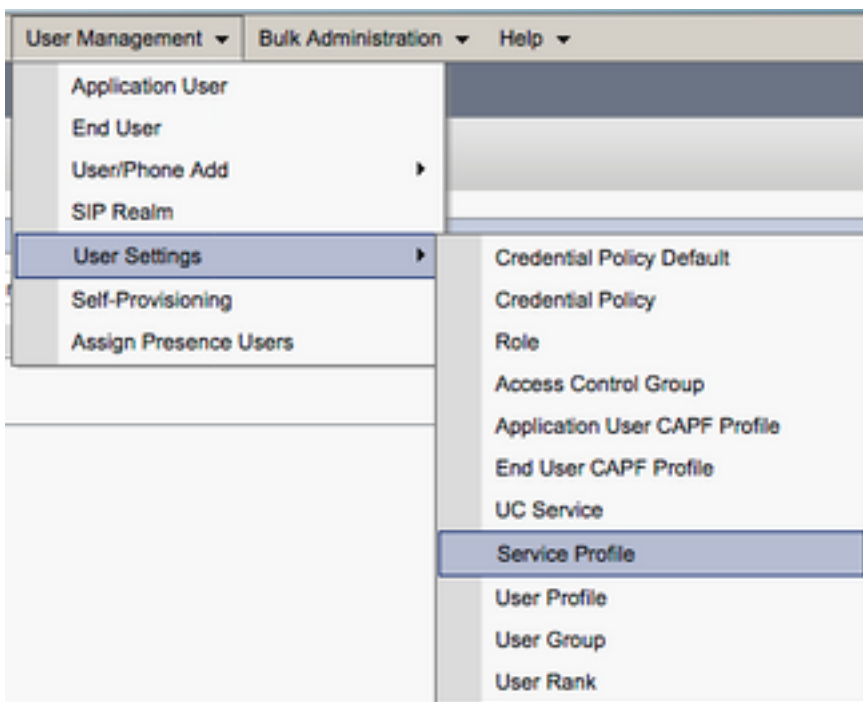 User Management Bulk Administration Help
Application User
End User
User/Phone Add
SIP Realm
User Settings
Self-Provisioning
Assign Presence Users
Credential Policy Default
Credential Policy
Role
Access Control Group
Application User CAPF Profile
End User CAPF Profile
UC Service
Service Profile
User Profile
User Group
User Rank